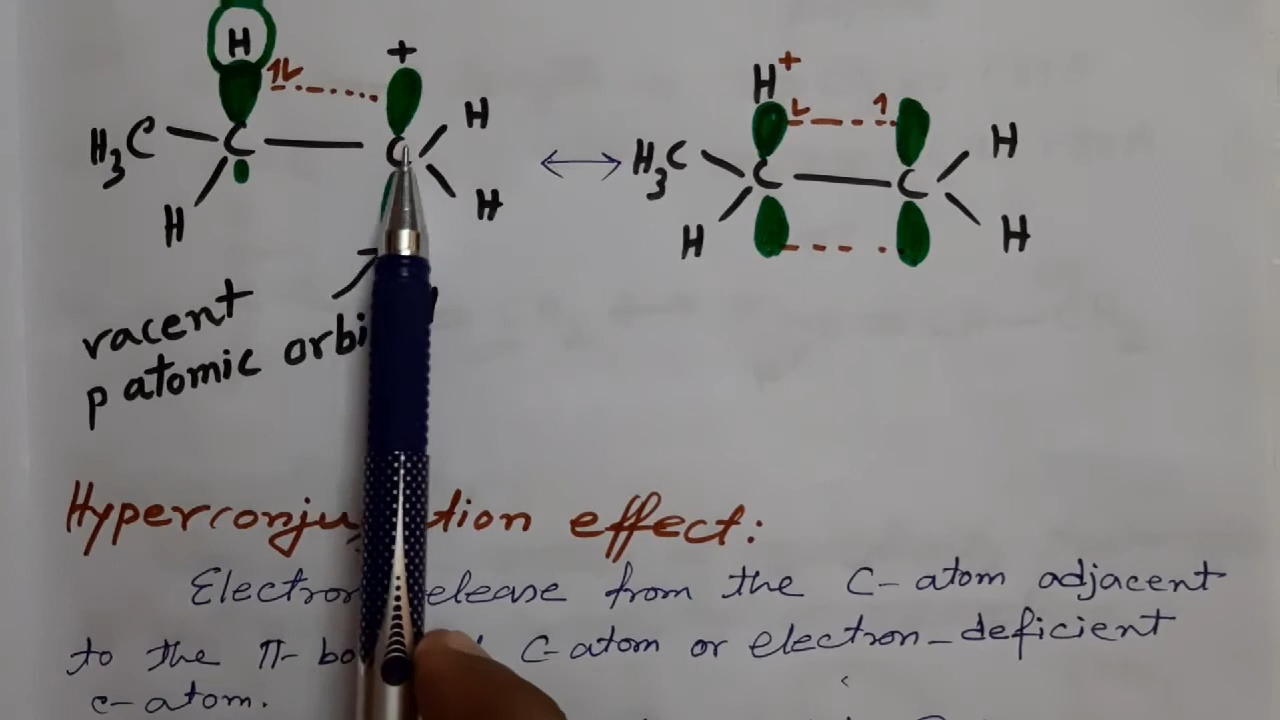 H
H₃C C C⁺ H
H H
↔
H⁺
H₃C C C H
H H
racent
p atomic orbi
Hyperconju tion effect:
Electron elease from the C-atom adjacent
to the π-bo C-atom or electron-deficient
c-atom.